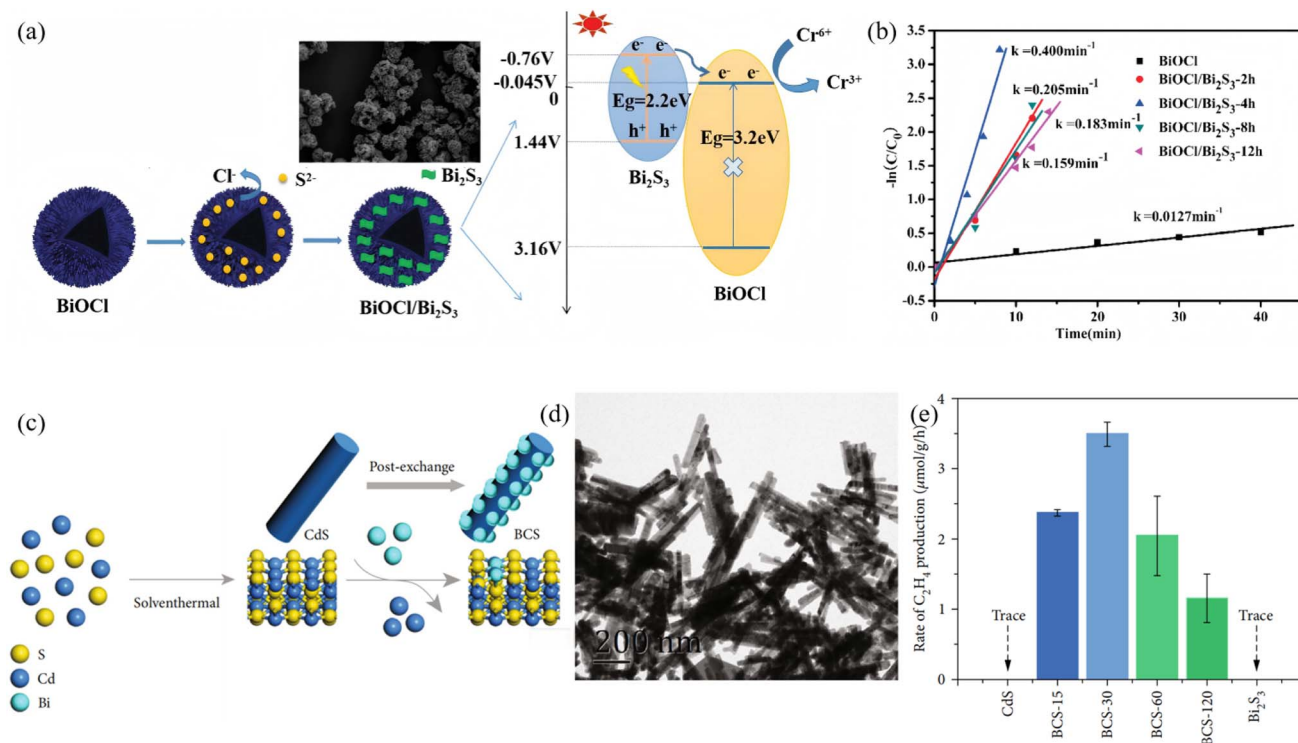 (a)
-0.76V
-0.045V
0
1.44V
3.16V
e⁻ e⁻
Eg=2.2eV
h⁺ h⁺
Bi₂S₃
e⁻ e⁻
Eg=3.2eV
BiOCl
Cr⁶⁺
Cr³⁺
Cl⁻
S²⁻
Bi₂S₃
BiOCl
BiOCl/Bi₂S₃
(b)
-ln(C/C₀)
3.5
3.0
2.5
2.0
1.5
1.0
0.5
0.0
-0.5
k=0.400min⁻¹
k=0.205min⁻¹
k=0.183min⁻¹
k=0.159min⁻¹
k=0.0127min⁻¹
BiOCl
BiOCl/Bi₂S₃-2h
BiOCl/Bi₂S₃-4h
BiOCl/Bi₂S₃-8h
BiOCl/Bi₂S₃-12h
0 10 20 30 40
Time(min)
(c)
Solventhermal
CdS
Post-exchange
BCS
S
Cd
Bi
(d)
200 nm
(e)
Rate of C₂H₄ production (μmol/g/h)
4
3
2
1
0
Trace
Trace
CdS
BCS-15
BCS-30
BCS-60
BCS-120
Bi₂S₃